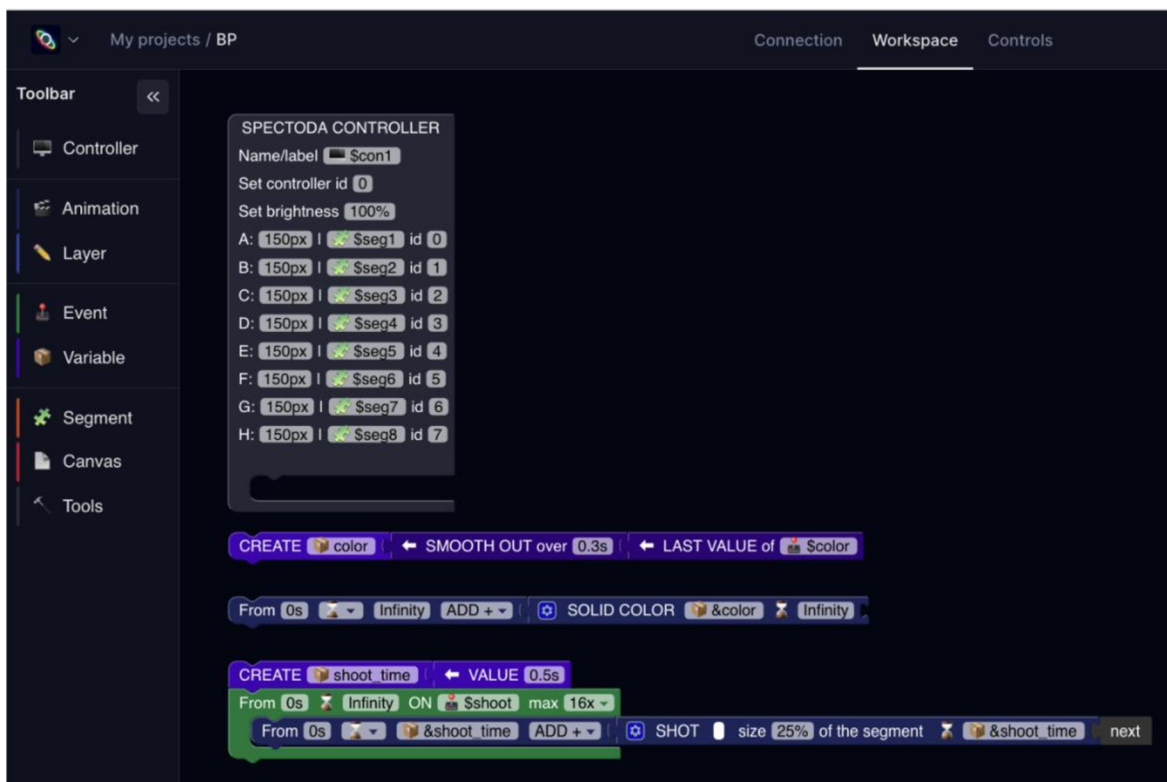 My projects / BP
Connection Workspace Controls
Toolbar
Controller
Animation
Layer
Event
Variable
Segment
Canvas
Tools
SPECTODA CONTROLLER
Name/label $con1
Set controller id 0
Set brightness 100%
A: 150px | $seg1 id 0
B: 150px | $seg2 id 1
C: 150px | $seg3 id 2
D: 150px | $seg4 id 3
E: 150px | $seg5 id 4
F: 150px | $seg6 id 5
G: 150px | $seg7 id 6
H: 150px | $seg8 id 7
CREATE color ← SMOOTH OUT over 0.3s ← LAST VALUE of $color
From 0s Infinity ADD + SOLID COLOR &color Infinity
CREATE shoot_time ← VALUE 0.5s
From 0s Infinity ON $shoot max 16x
From 0s &shoot_time ADD + SHOT size 25% of the segment &shoot_time next